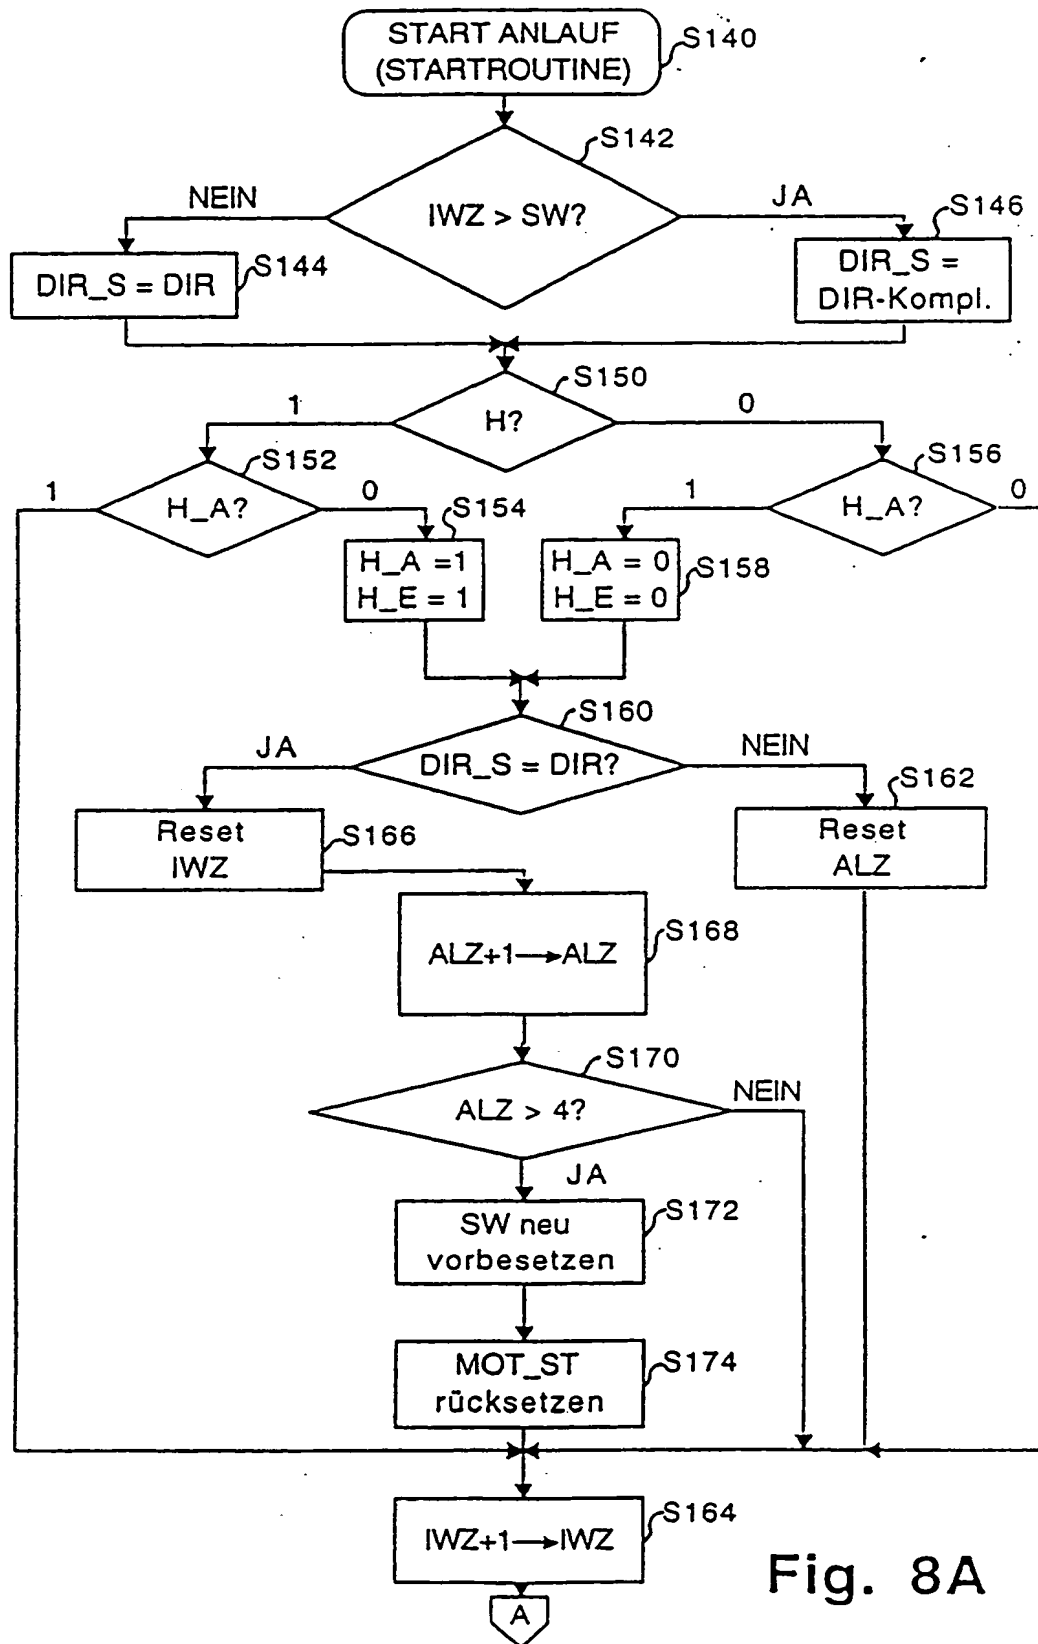 START ANLAUF
(STARTROUTINE)
S140
S142
IWZ > SW?
NEIN
JA
S144
DIR_S = DIR
S146
DIR_S =
DIR-Kompl.
S150
H?
1
0
S152
H_A?
1
0
S154
H_A =1
H_E = 1
S156
H_A?
1
0
S158
H_A = 0
H_E = 0
S160
DIR_S = DIR?
JA
NEIN
S162
Reset
ALZ
S166
Reset
IWZ
S168
ALZ+1→ALZ
S170
ALZ > 4?
NEIN
JA
S172
SW neu
vorbesetzen
S174
MOT_ST
rücksetzen
S164
IWZ+1→IWZ
A
Fig. 8A